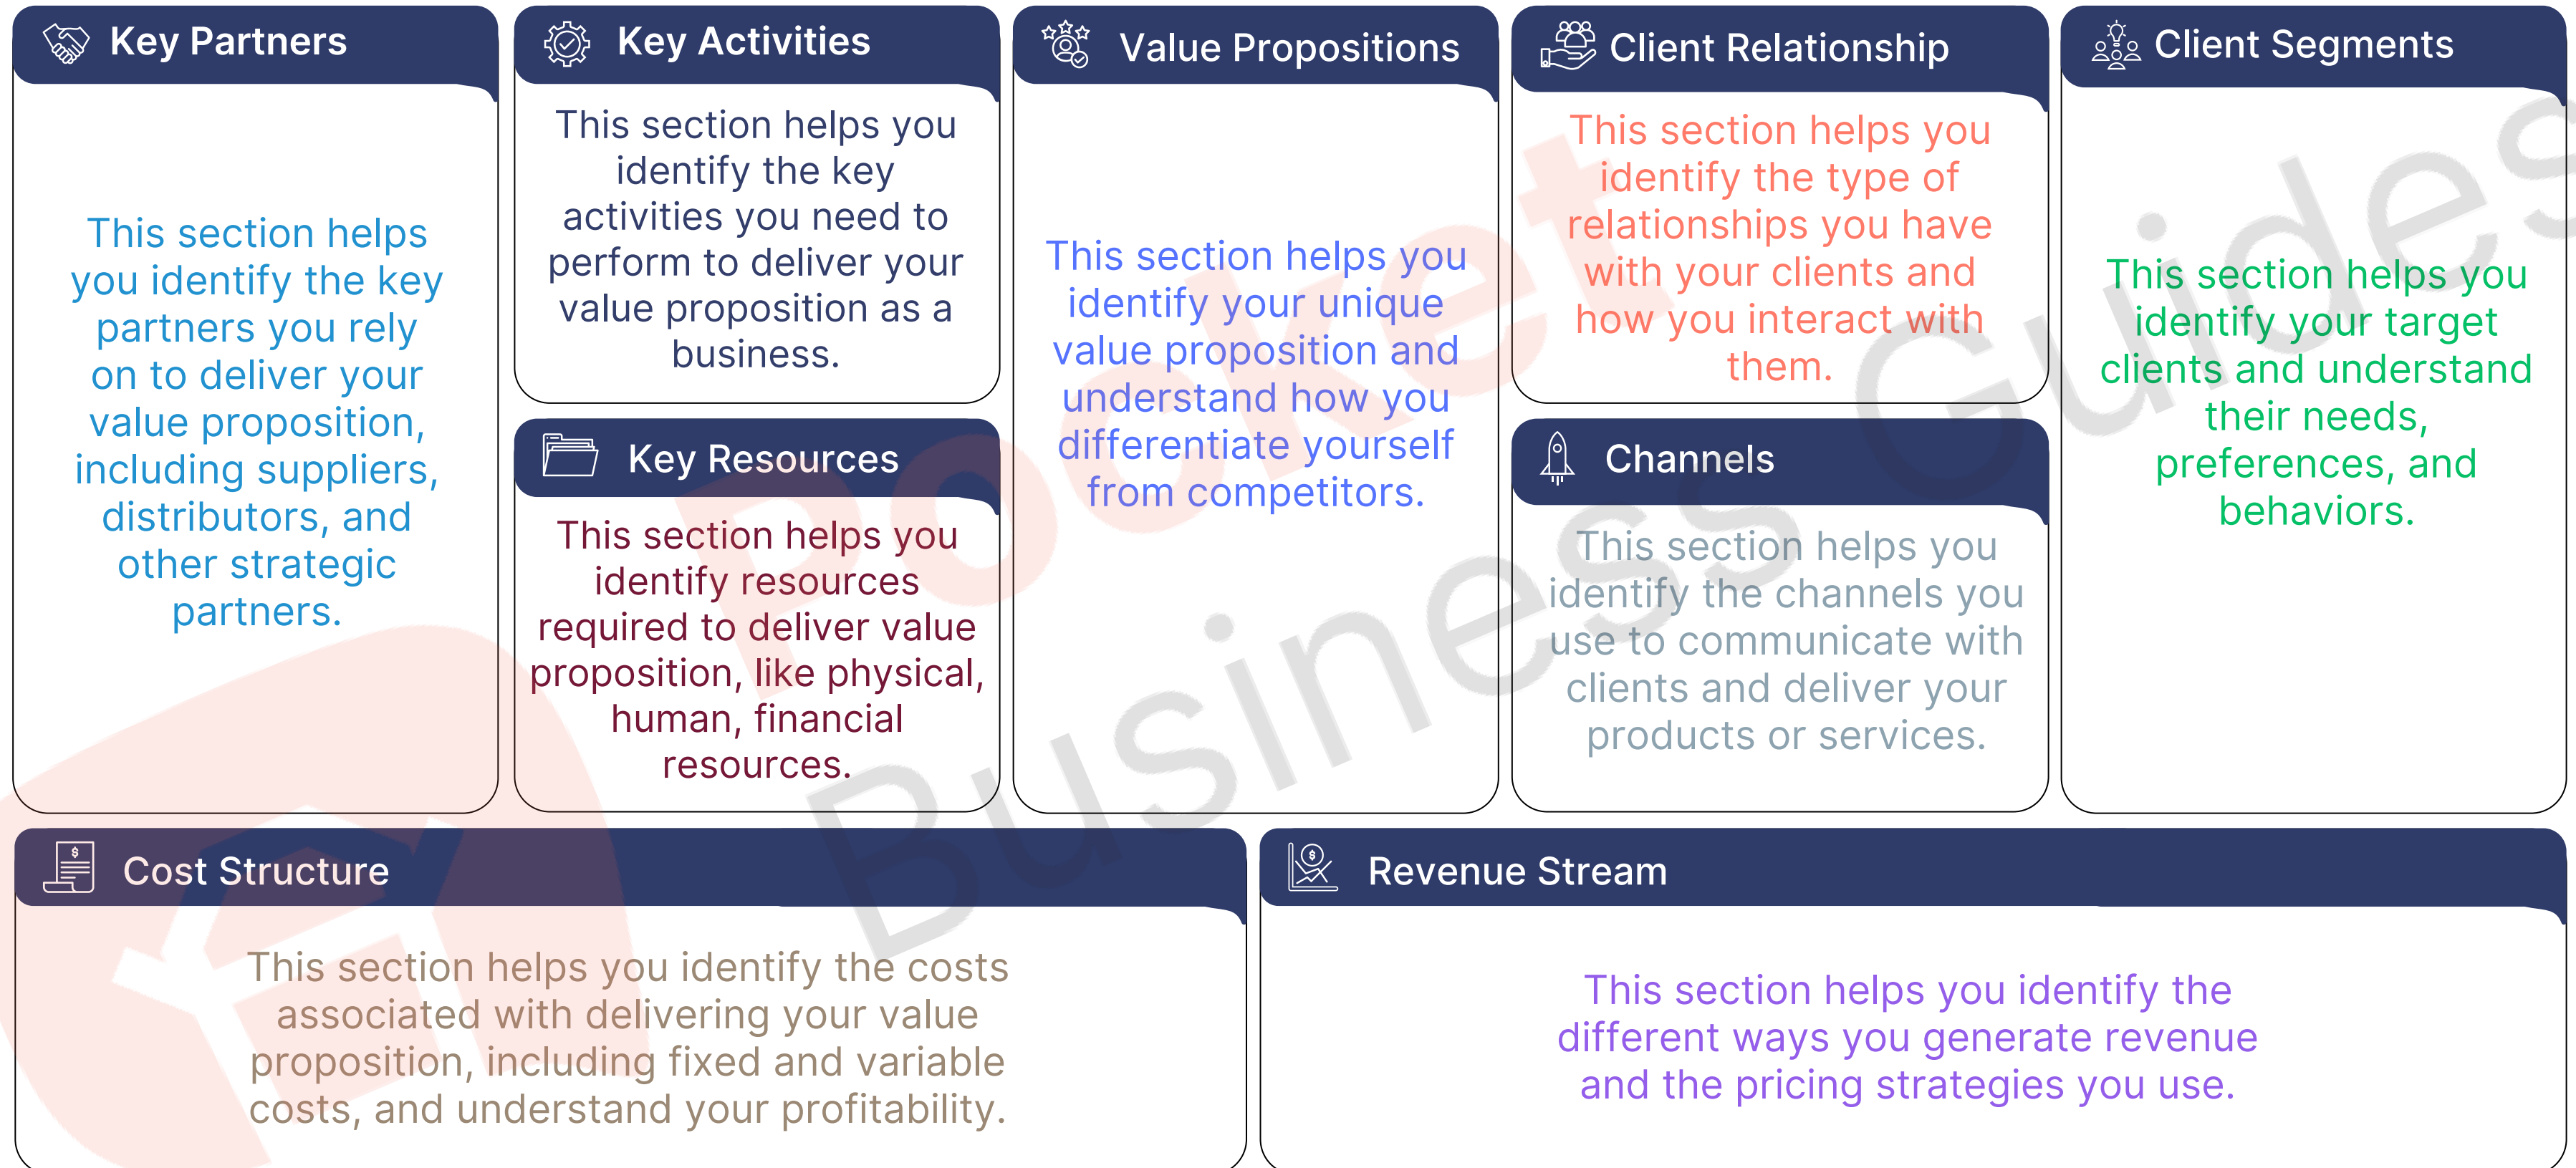 Key Partners
This section helps
you identify the key
partners you rely
on to deliver your
value proposition,
including suppliers,
distributors, and
other strategic
partners.
Key Activities
This section helps you
identify the key
activities you need to
perform to deliver your
value proposition as a
business.
Key Resources
This section helps you
identify resources
required to deliver value
proposition, like physical,
human, financial
resources.
Value Propositions
This section helps you
identify your unique
value proposition and
understand how you
differentiate yourself
from competitors.
Client Relationship
This section helps you
identify the type of
relationships you have
with your clients and
how you interact with
them.
Channels
This section helps you
identify the channels you
use to communicate with
clients and deliver your
products or services.
Client Segments
This section helps you
identify your target
clients and understand
their needs,
preferences, and
behaviors.
Cost Structure
This section helps you identify the costs
associated with delivering your value
proposition, including fixed and variable
costs, and understand your profitability.
Revenue Stream
This section helps you identify the
different ways you generate revenue
and the pricing strategies you use.
Pocket
Business Guides